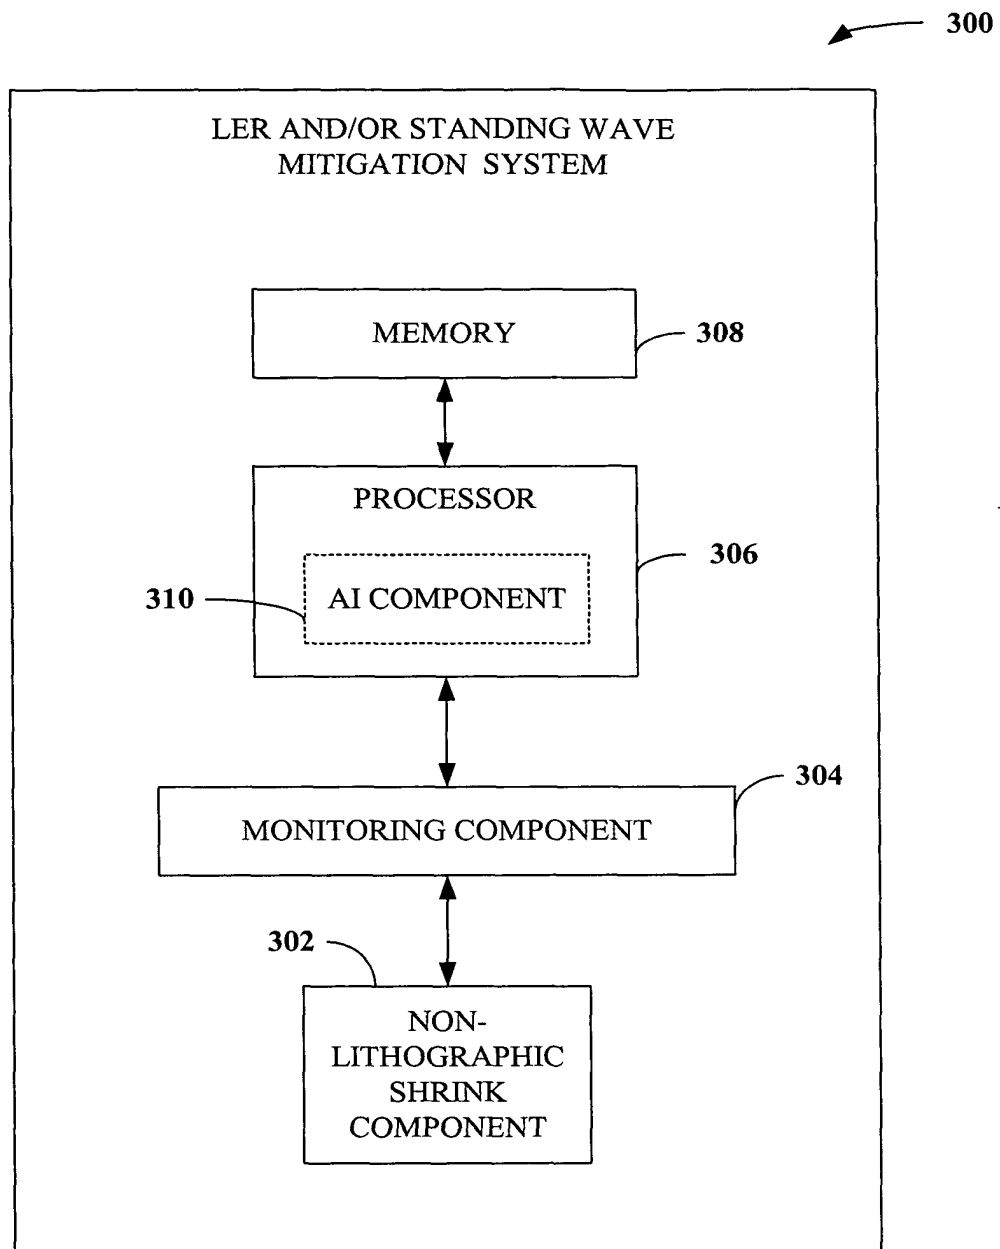 300
LER AND/OR STANDING WAVE
MITIGATION SYSTEM
MEMORY
308
PROCESSOR
306
310
AI COMPONENT
304
MONITORING COMPONENT
302
NON-
LITHOGRAPHIC
SHRINK
COMPONENT